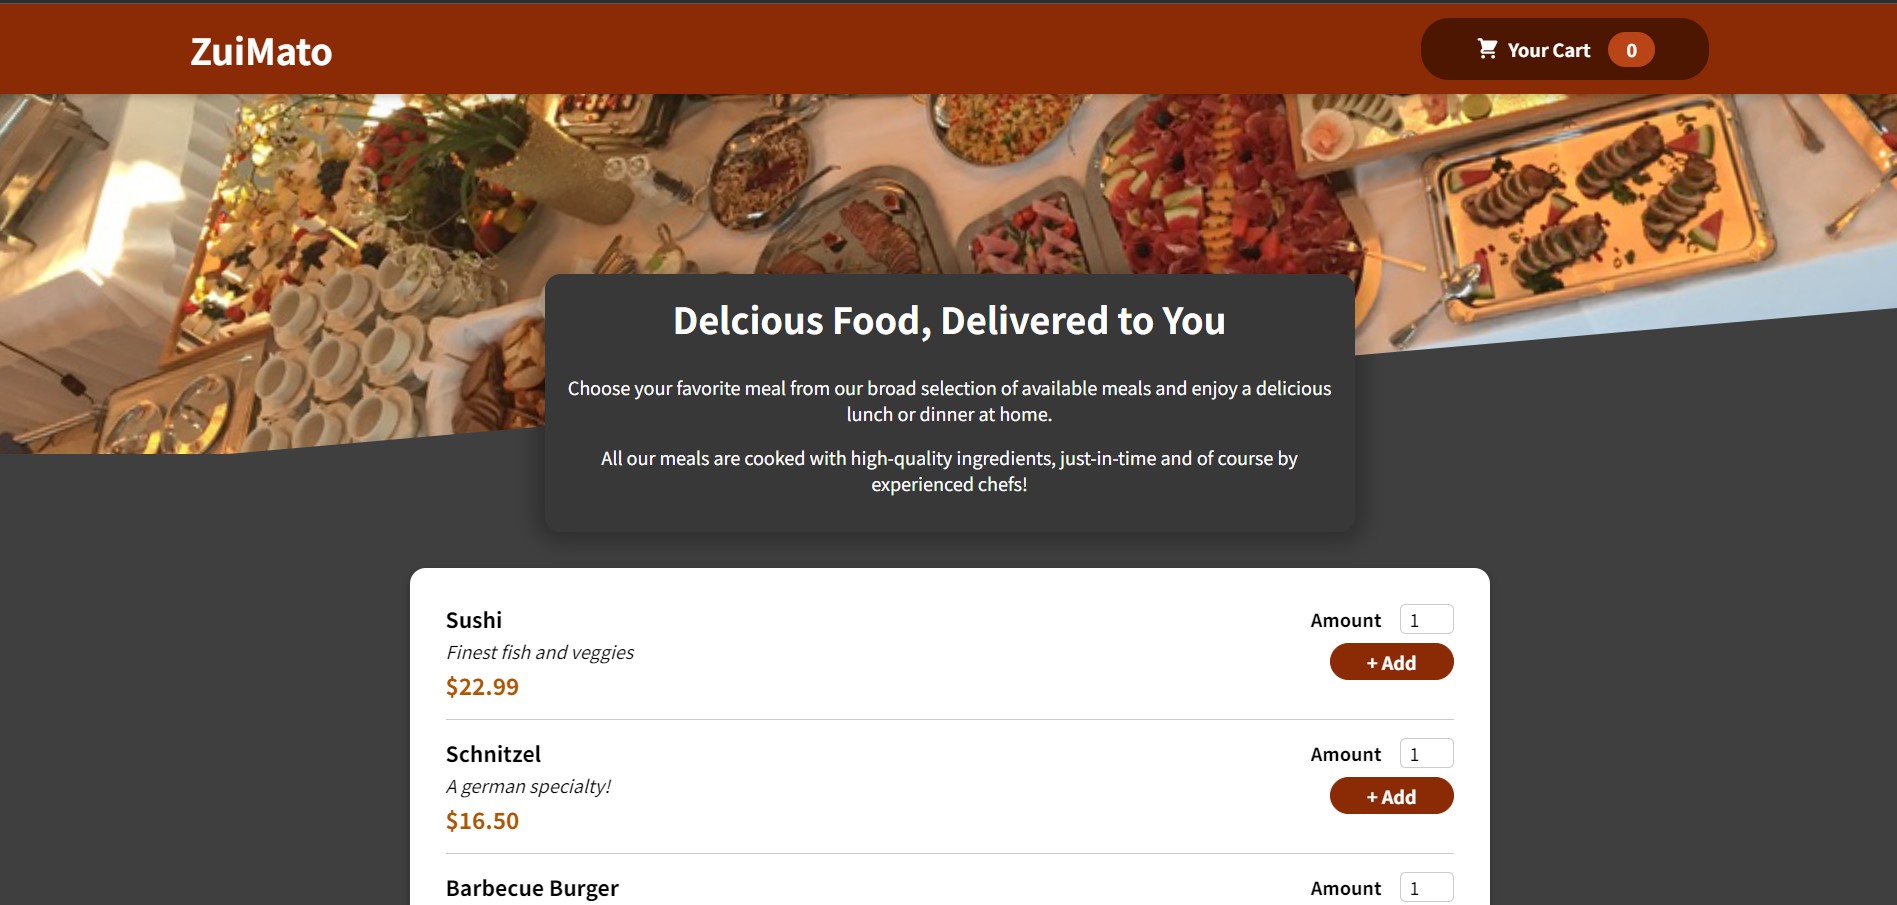 ZuiMato
Your Cart 0
Delcious Food, Delivered to You
Choose your favorite meal from our broad selection of available meals and enjoy a delicious
lunch or dinner at home.
All our meals are cooked with high-quality ingredients, just-in-time and of course by
experienced chefs!
Sushi
Amount 1
Finest fish and veggies
+ Add
$22.99
Schnitzel
Amount 1
A german specialty!
+ Add
$16.50
Barbecue Burger
Amount 1